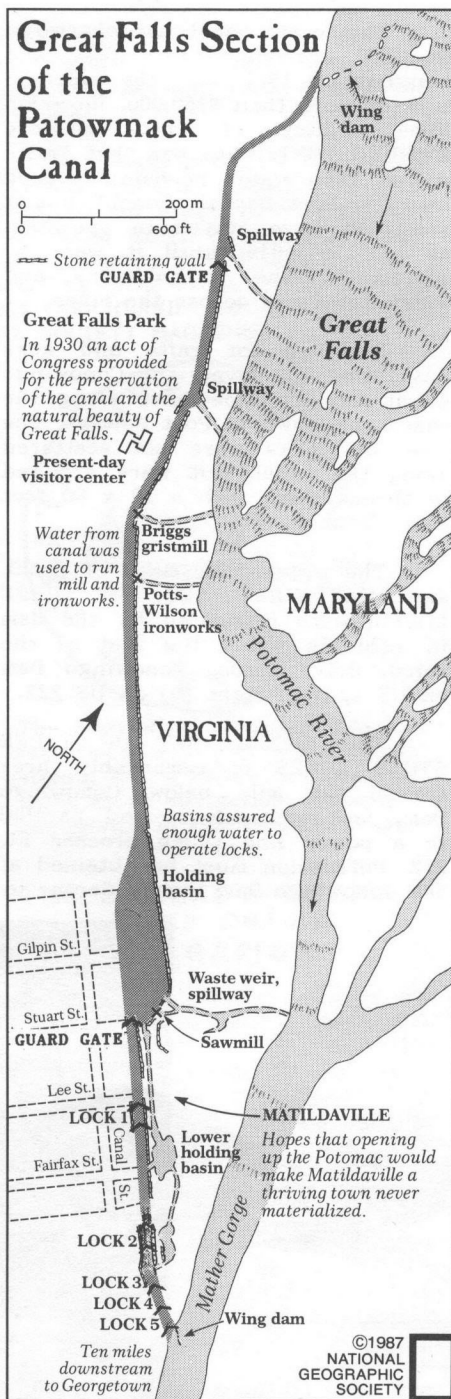 Great Falls Section
of the
Patowmack
Canal
0 200 m
0 600 ft
Stone retaining wall
Wing
dam
Spillway
GUARD GATE
Great Falls Park
In 1930 an act of
Congress provided
for the preservation
of the canal and the
natural beauty of
Great Falls.
Great
Falls
Spillway
Present-day
visitor center
Water from
canal was
used to run
mill and
ironworks.
Briggs
gristmill
Potts-
Wilson
ironworks
MARYLAND
Potomac River
VIRGINIA
NORTH
Basins assured
enough water to
operate locks.
Holding
basin
Gilpin St.
Waste weir,
spillway
Stuart St.
Sawmill
GUARD GATE
Lee St.
LOCK 1
MATILDAVILLE
Canal St.
Lower
holding
basin
Hopes that opening
up the Potomac would
make Matildaville a
thriving town never
materialized.
Fairfax St.
LOCK 2
Mather Gorge
LOCK 3
LOCK 4
LOCK 5
Wing dam
Ten miles
downstream
to Georgetown
©1987
NATIONAL
GEOGRAPHIC
SOCIETY